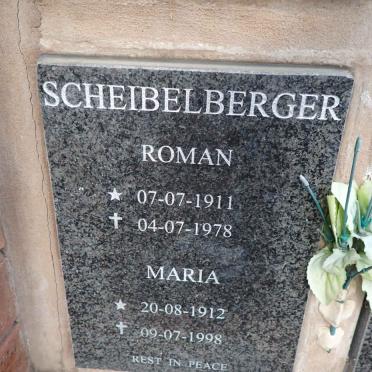 SCHEIBELBERGER
ROMAN
★ 07-07-1911
✝ 04-07-1978
MARIA
★ 20-08-1912
✝ 09-07-1998
REST IN PEACE